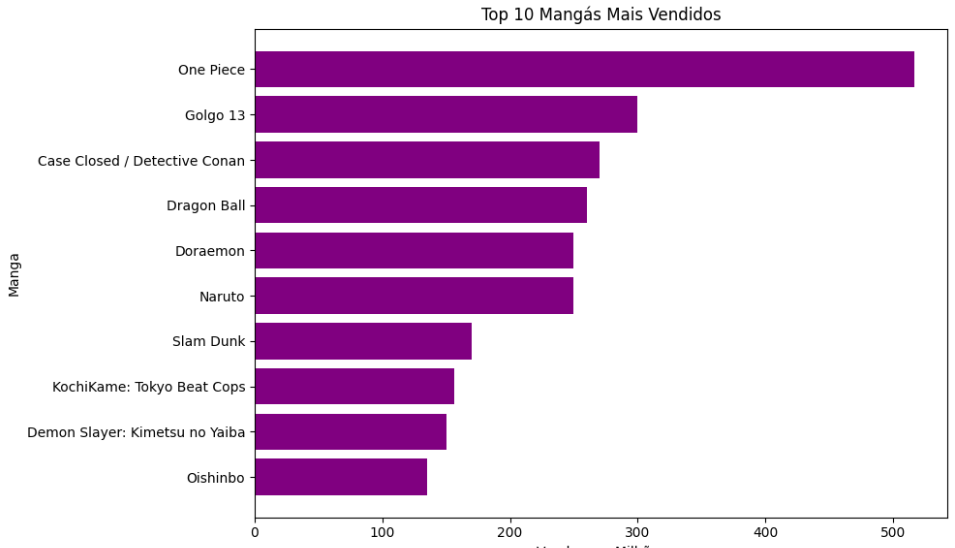 Top 10 Mangás Mais Vendidos
One Piece
Golgo 13
Case Closed / Detective Conan
Dragon Ball
Doraemon
Naruto
Slam Dunk
KochiKame: Tokyo Beat Cops
Demon Slayer: Kimetsu no Yaiba
Oishinbo
Manga
0 100 200 300 400 500